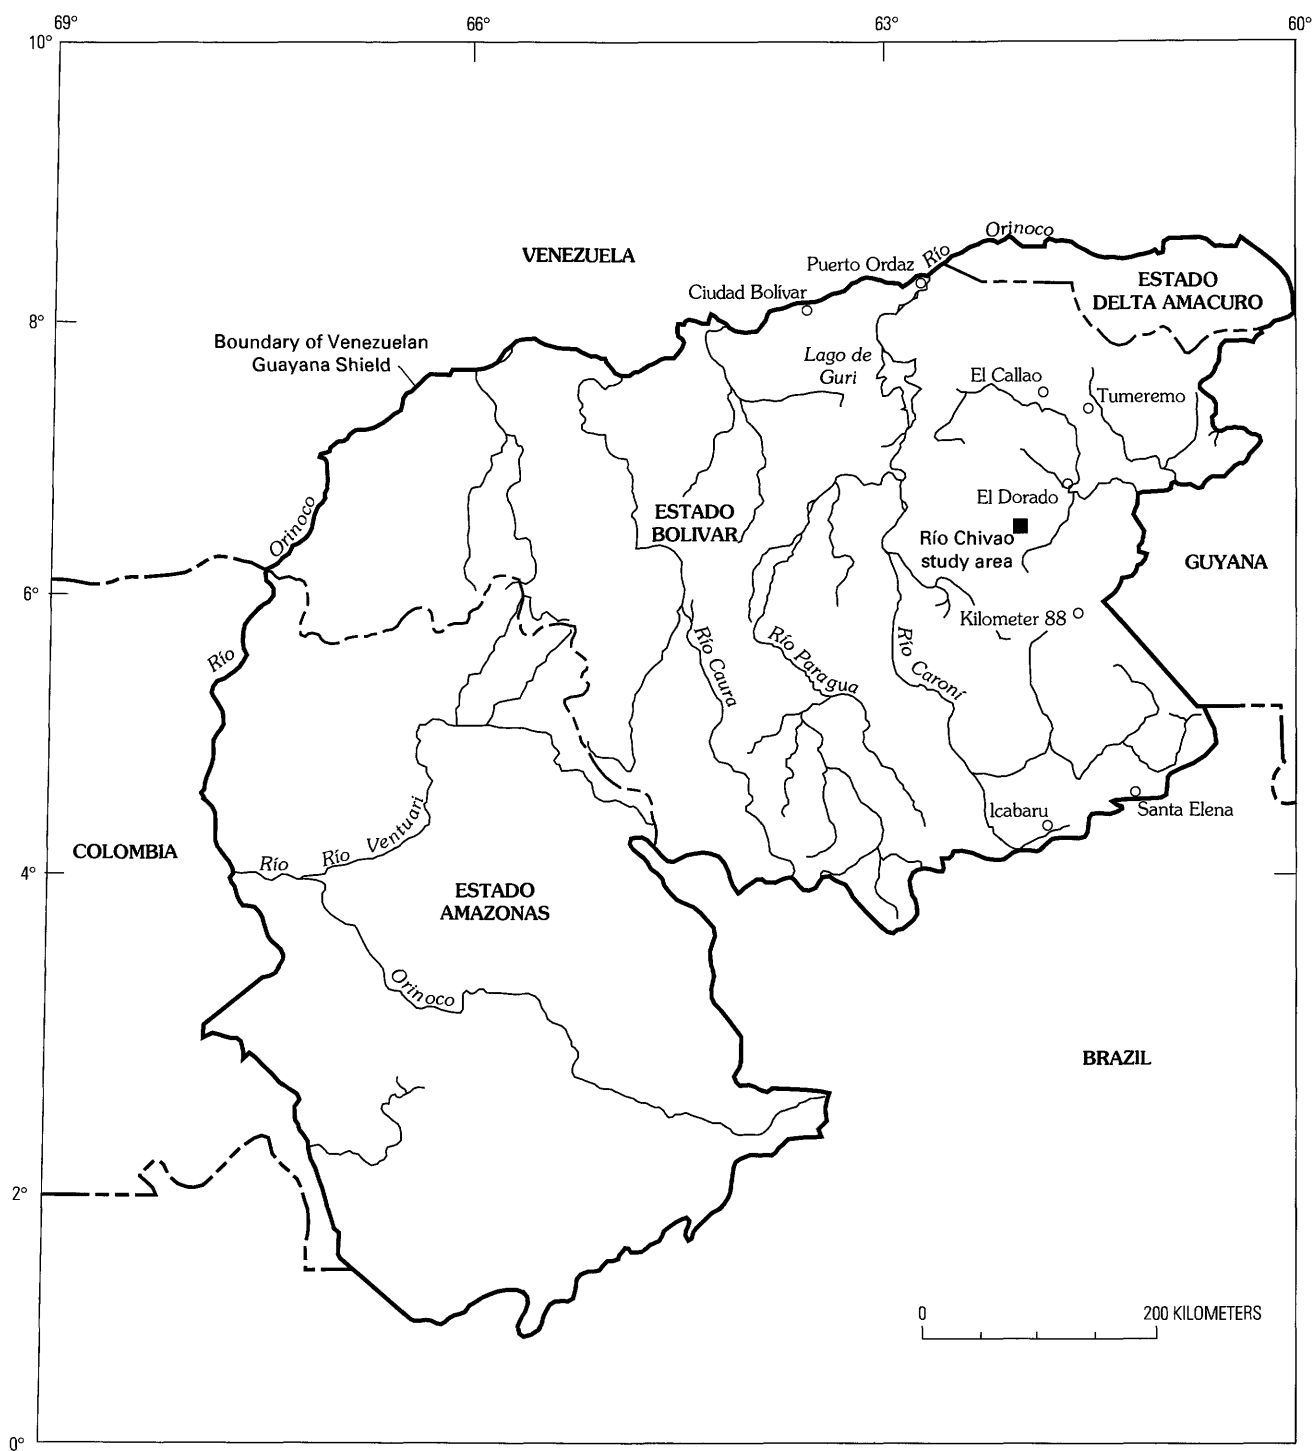 69°
66°
63°
60°
10°
Orinoco
Río
VENEZUELA
Puerto Ordaz
ESTADO
DELTA AMACURO
Ciudad Bolívar
8°
Boundary of Venezuelan
Guayana Shield
Lago de
Guri
El Callao
Tumeremo
El Dorado
ESTADO
BOLIVAR
Orinoco
Río Chivao
study area
GUYANA
6°
Kilometer 88
Río
Río Caura
Río Paragua
Río Caroní
Icabaru
Santa Elena
Río Ventuari
COLOMBIA
Río
4°
ESTADO
AMAZONAS
Orinoco
BRAZIL
2°
0
200 KILOMETERS
0°